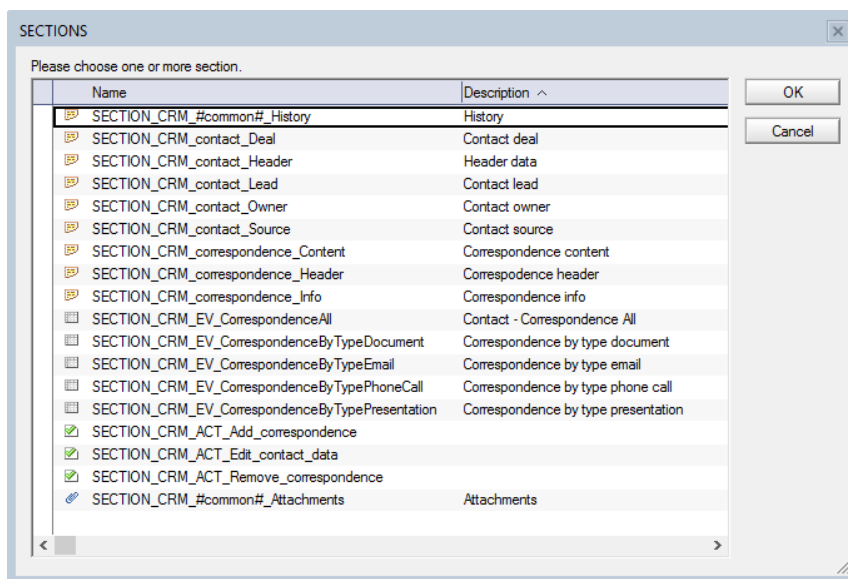 SECTIONS
Please choose one or more section.
Name Description
SECTION_CRM_#common#_History History
SECTION_CRM_contact_Deal Contact deal
SECTION_CRM_contact_Header Header data
SECTION_CRM_contact_Lead Contact lead
SECTION_CRM_contact_Owner Contact owner
SECTION_CRM_contact_Source Contact source
SECTION_CRM_correspondence_Content Correspondence content
SECTION_CRM_correspondence_Header Correspodence header
SECTION_CRM_correspondence_Info Correspondence info
SECTION_CRM_EV_CorrespondenceAll Contact - Correspondence All
SECTION_CRM_EV_CorrespondenceByTypeDocument Correspondence by type document
SECTION_CRM_EV_CorrespondenceByTypeEmail Correspondence by type email
SECTION_CRM_EV_CorrespondenceByTypePhoneCall Correspondence by type phone call
SECTION_CRM_EV_CorrespondenceByTypePresentation Correspondence by type presentation
SECTION_CRM_ACT_Add_correspondence
SECTION_CRM_ACT_Edit_contact_data
SECTION_CRM_ACT_Remove_correspondence
SECTION_CRM_#common#_Attachments Attachments
OK
Cancel